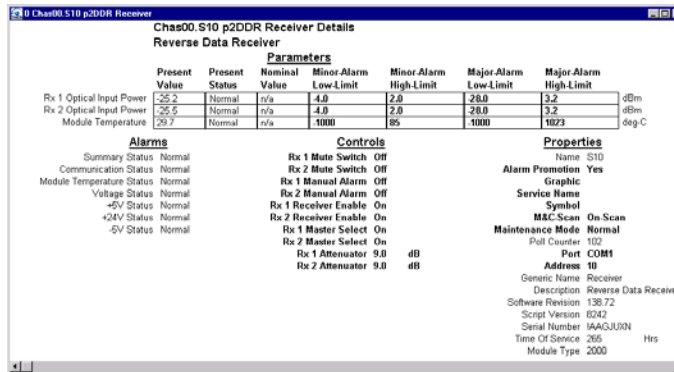 0 Chas00.S10 p2DDR Receiver
Chas00.S10 p2DDR Receiver Details
Reverse Data Receiver
Parameters
Present Value Present Status Nominal Value Minor-Alarm Low-Limit Minor-Alarm High-Limit Major-Alarm Low-Limit Major-Alarm High-Limit
Rx 1 Optical Input Power -25.2 Normal n/a -4.0 2.0 -28.0 3.2 dBm
Rx 2 Optical Input Power -25.5 Normal n/a -4.0 2.0 -28.0 3.2 dBm
Module Temperature 29.7 Normal n/a -1000 85 -1000 1023 deg-C
Alarms
Summary Status Normal
Communication Status Normal
Module Temperature Status Normal
Voltage Status Normal
+5V Status Normal
+24V Status Normal
-5V Status Normal
Controls
Rx 1 Mute Switch Off
Rx 2 Mute Switch Off
Rx 1 Manual Alarm Off
Rx 2 Manual Alarm Off
Rx 1 Receiver Enable On
Rx 2 Receiver Enable On
Rx 1 Master Select On
Rx 2 Master Select On
Rx 1 Attenuator 9.0 dB
Rx 2 Attenuator 9.0 dB
Properties
Name S10
Alarm Promotion Yes
Graphic
Service Name
Symbol
M&C-Scan On-Scan
Maintenance Mode Normal
Poll Counter 102
Port COM1
Address 10
Generic Name Receiver
Description Reverse Data Receive
Software Revision 138.72
Script Version 8242
Serial Number IAAGJUXN
Time Of Service 265 Hrs
Module Type 2000